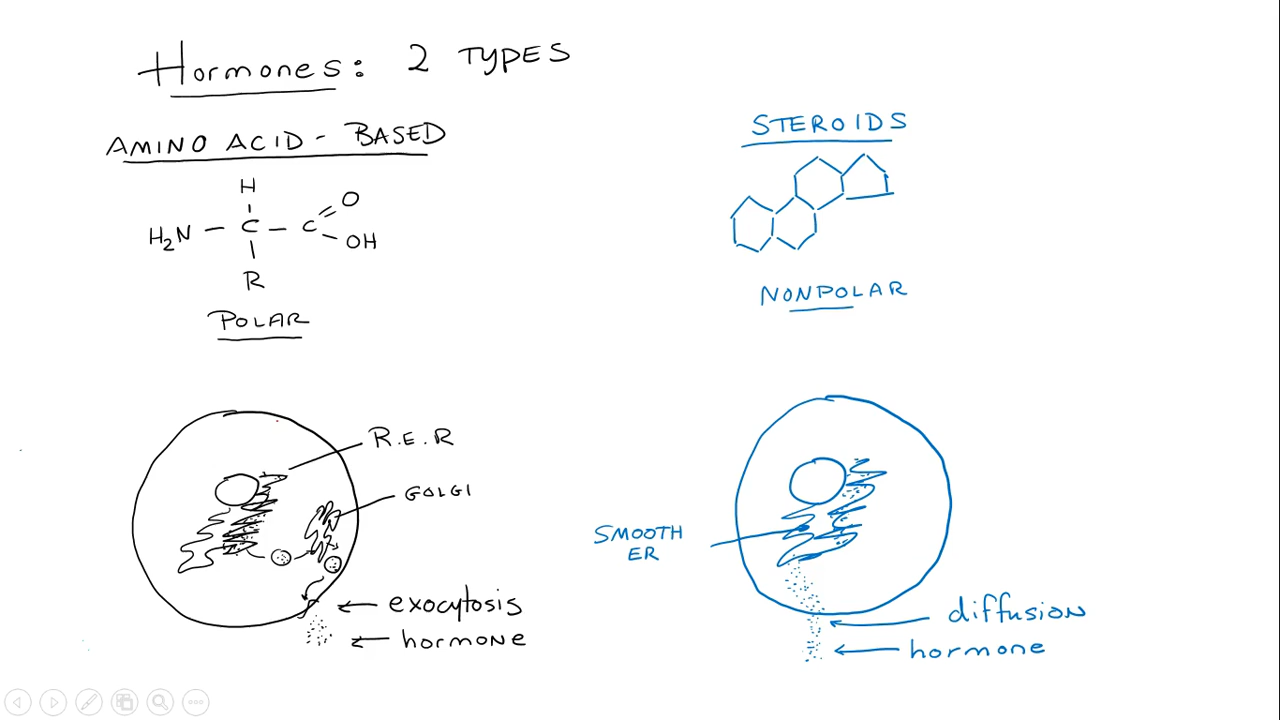 Hormones: 2 TYPES
AMINO ACID - BASED
H
H₂N - C - C = O
- OH
R
POLAR
R.E.R
GOLGI
exocytosis
hormone
STEROIDS
NONPOLAR
SMOOTH
ER
diffusion
hormone